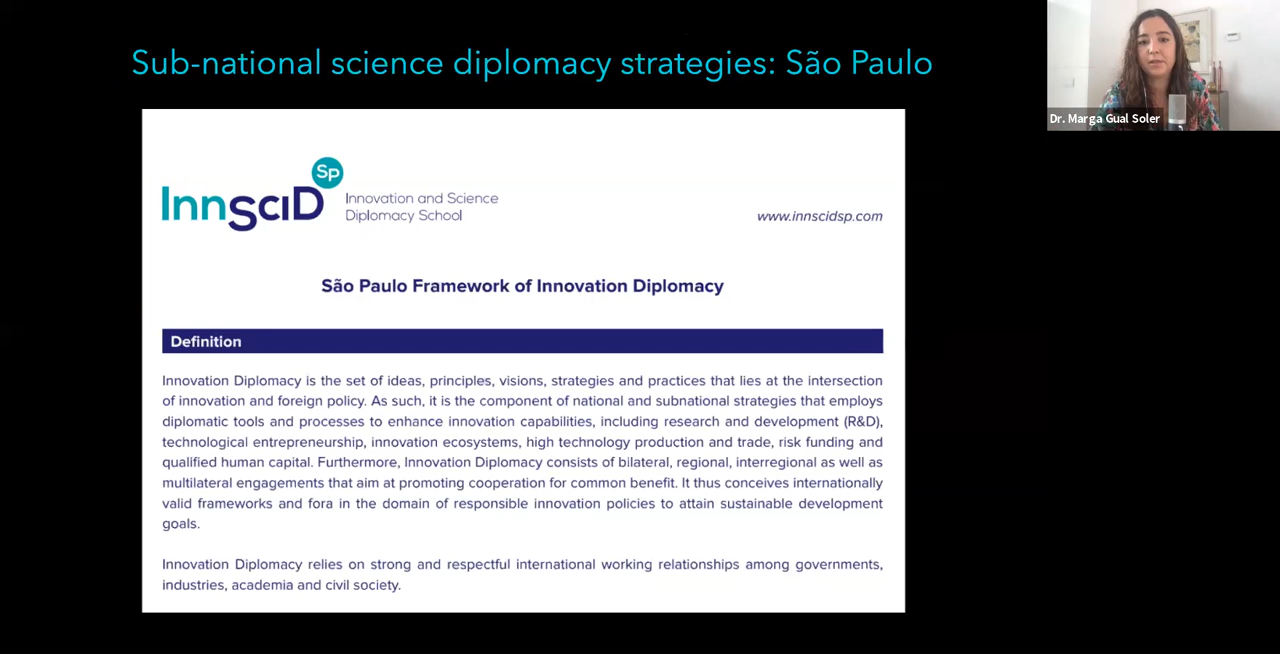 Sub-national science diplomacy strategies: São Paulo
Dr. Marga Gual Soler
Sp
InnSciD
Innovation and Science
Diplomacy School
www.innscidsp.com
São Paulo Framework of Innovation Diplomacy
Definition
Innovation Diplomacy is the set of ideas, principles, visions, strategies and practices that lies at the intersection
of innovation and foreign policy. As such, it is the component of national and subnational strategies that employs
diplomatic tools and processes to enhance innovation capabilities, including research and development (R&D),
technological entrepreneurship, innovation ecosystems, high technology production and trade, risk funding and
qualified human capital. Furthermore, Innovation Diplomacy consists of bilateral, regional, interregional as well as
multilateral engagements that aim at promoting cooperation for common benefit. It thus conceives internationally
valid frameworks and fora in the domain of responsible innovation policies to attain sustainable development
goals.
Innovation Diplomacy relies on strong and respectful international working relationships among governments,
industries, academia and civil society.